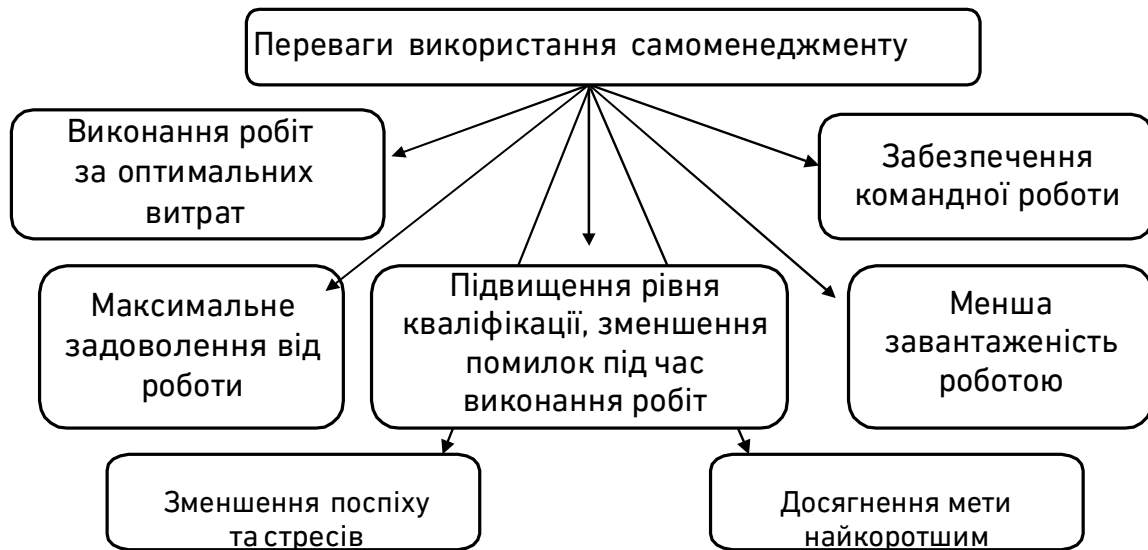 Переваги використання самоменеджменту
Виконання робіт
за оптимальних
витрат
Забезпечення
командної роботи
Максимальне
задоволення від
роботи
Підвищення рівня
кваліфікації, зменшення
помилок під час
виконання робіт
Менша
завантаженість
роботою
Зменшення поспіху
та стресів
Досягнення мети
найкоротшим